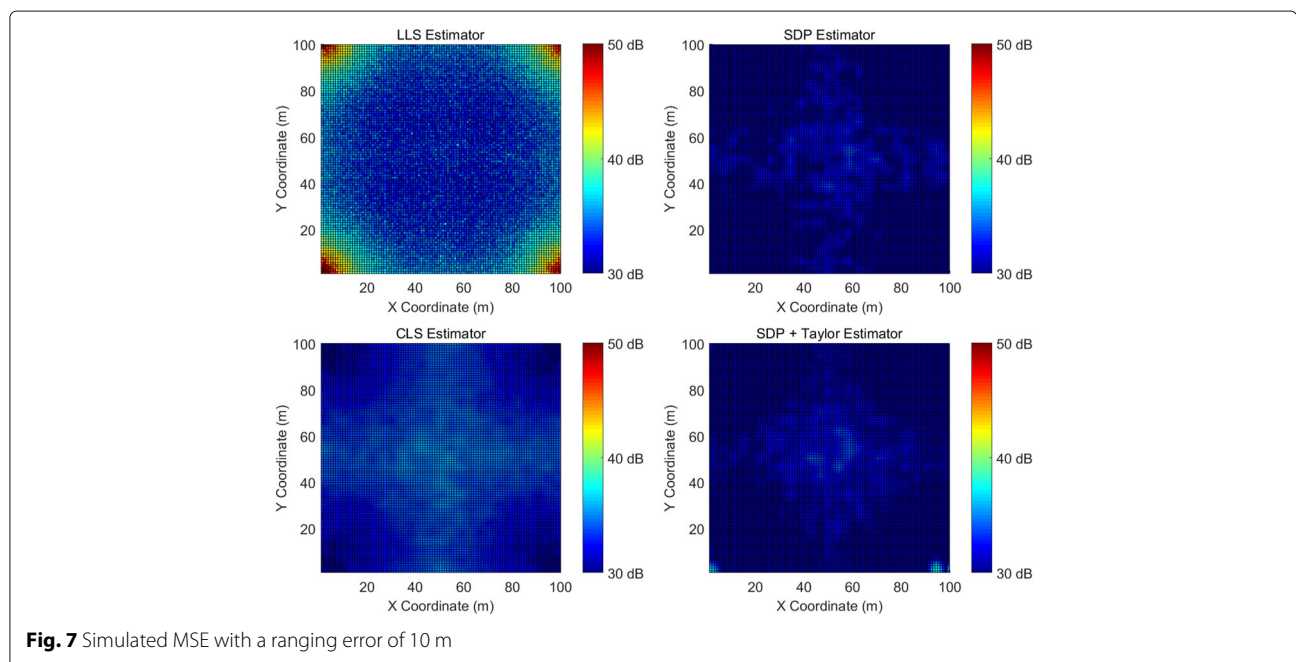 LLS Estimator
100
80
60
40
20
Y Coordinate (m)
20 40 60 80 100
X Coordinate (m)
50 dB
40 dB
30 dB
SDP Estimator
100
80
60
40
20
Y Coordinate (m)
20 40 60 80 100
X Coordinate (m)
50 dB
40 dB
30 dB
CLS Estimator
100
80
60
40
20
Y Coordinate (m)
20 40 60 80 100
X Coordinate (m)
50 dB
40 dB
30 dB
SDP + Taylor Estimator
100
80
60
40
20
Y Coordinate (m)
20 40 60 80 100
X Coordinate (m)
50 dB
40 dB
30 dB
Fig. 7 Simulated MSE with a ranging error of 10 m